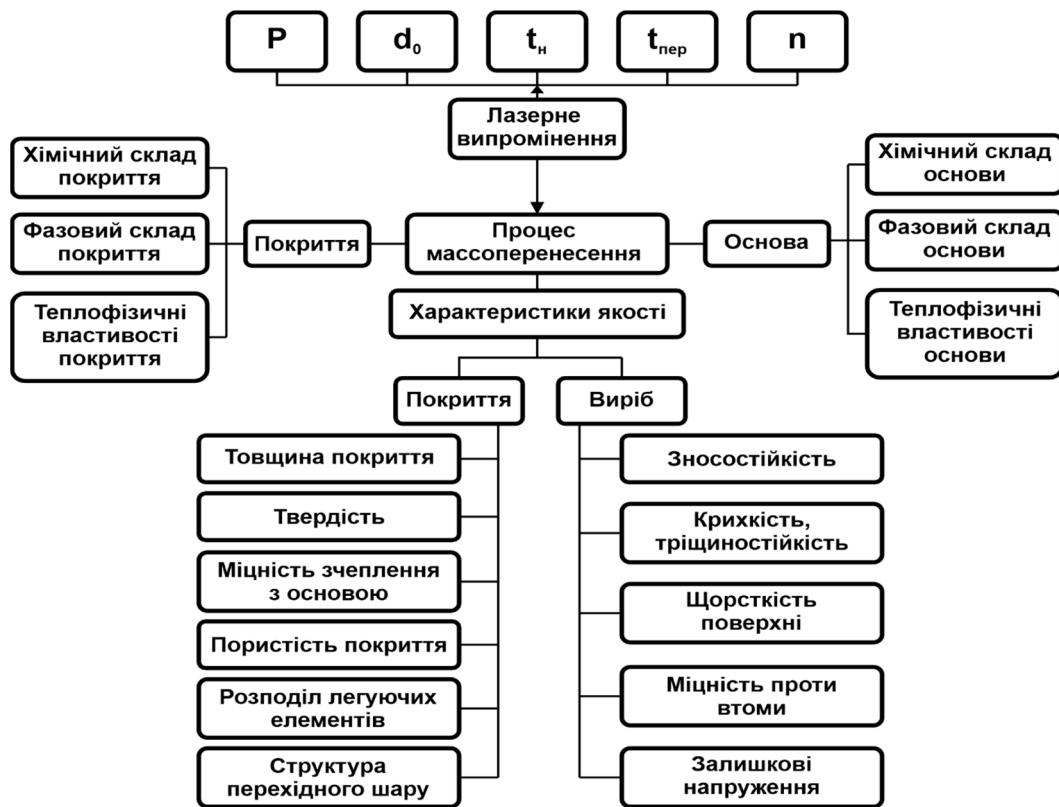 P
d₀
tн
tпер
n
Лазерне
випромінення
Хімічний склад
покриття
Фазовий склад
покриття
Теплофізичні
властивості
покриття
Покриття
Процес
массоперенесення
Основа
Хімічний склад
основи
Фазовий склад
основи
Теплофізичні
властивості
основи
Характеристики якості
Покриття
Виріб
Товщина покриття
Твердість
Міцність зчеплення
з основою
Пористість покриття
Розподіл легуючих
елементів
Структура
перехідного шару
Зносостійкість
Крихкість,
тріщиностійкість
Щорсткість
поверхні
Міцність проти
втоми
Залишкові
напруження